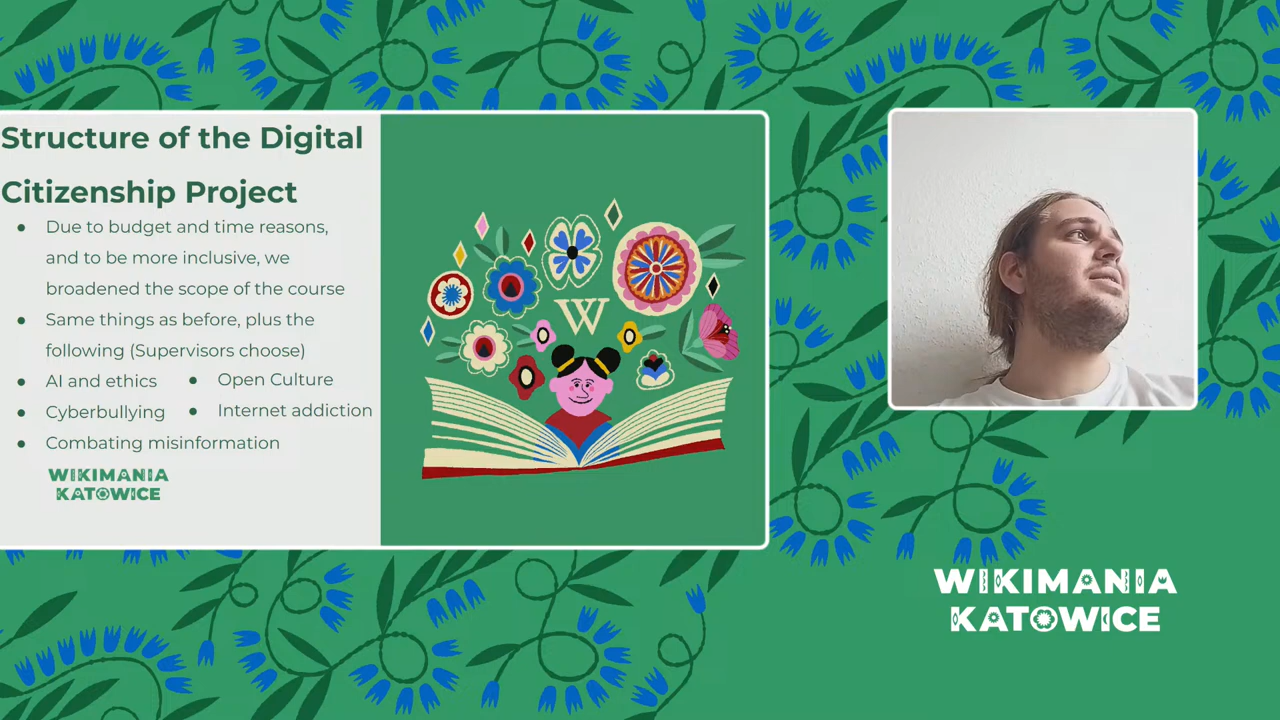 Structure of the Digital
Citizenship Project
● Due to budget and time reasons,
and to be more inclusive, we
broadened the scope of the course
● Same things as before, plus the
following (Supervisors choose)
● AI and ethics
● Open Culture
● Cyberbullying
● Internet addiction
● Combating misinformation
WIKIMANIA
KATOWICE
W
WIKIMANIA
KATOWICE